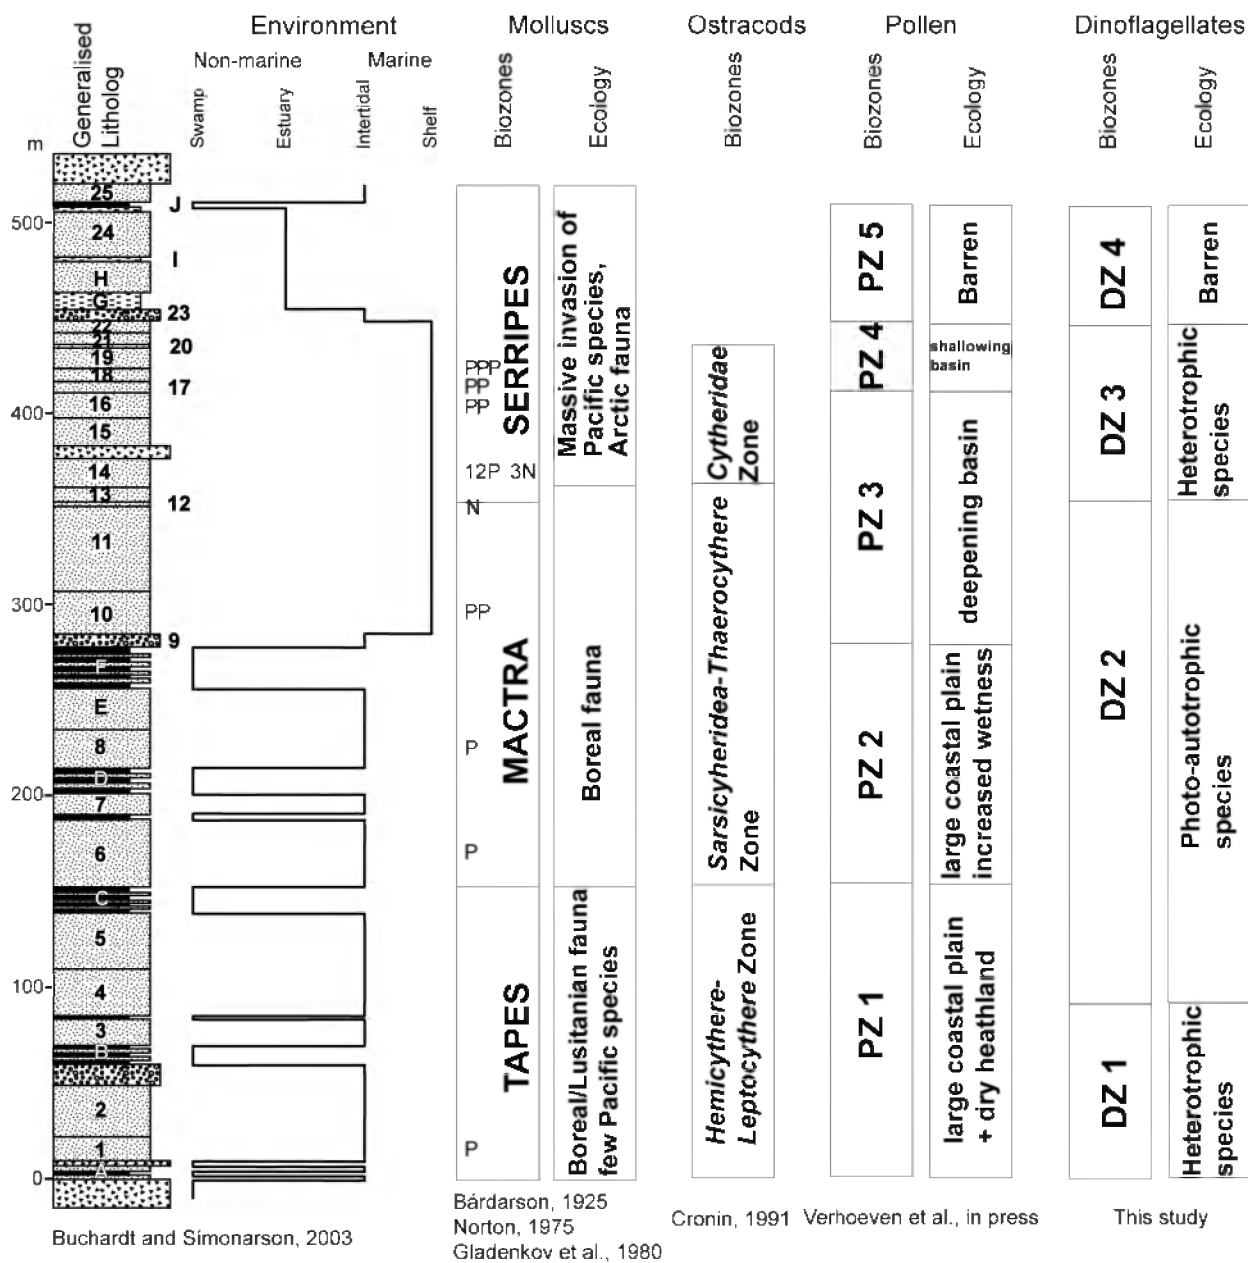 Environment
Molluscs
Ostracods
Pollen
Dinoflagellates
Generalised
Litholog
Non-marine
Marine
Swamp
Estuary
Intertidal
Shelf
Biozones
Ecology
Biozones
Biozones
Ecology
Biozones
Ecology
m
500
400
300
200
100
0
25
J
24
I
H
G
23
22
21
20
19
18
17
16
15
14
13
12
11
10
9
F
E
8
D
7
6
C
5
4
3
B
2
1
A
PPP
PP
PP
12P 3N
N
PP
P
P
P
SERRIPES
MACTRA
TAPES
Massive invasion of
Pacific species,
Arctic fauna
Boreal fauna
Boreal/Lusitanian fauna
few Pacific species
Cytheridae
Zone
Sarsicyheridea-Thaerocythere
Zone
Hemicythere-
Leptocythere Zone
PZ 5
PZ 4
PZ 3
PZ 2
PZ 1
Barren
shallowing
basin
deepening basin
large coastal plain
increased wetness
large coastal plain
+ dry heathland
DZ 4
DZ 3
DZ 2
DZ 1
Barren
Heterotrophic
species
Photo-autotrophic
species
Heterotrophic
species
Buchardt and Símonarson, 2003
Bárdarson, 1925
Norton, 1975
Gladenkov et al., 1980
Cronin, 1991
Verhoeven et al., in press
This study